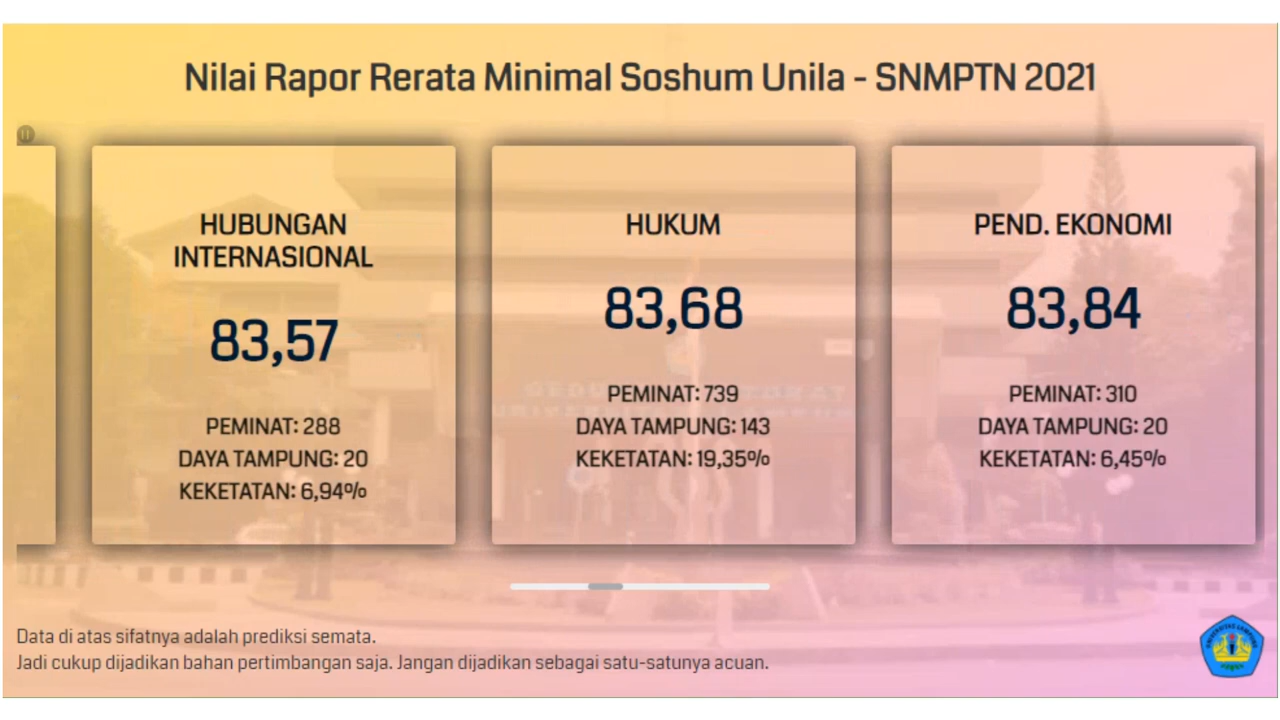 Nilai Rapor Rerata Minimal Soshum Unila - SNMPTN 2021
HUBUNGAN
INTERNASIONAL
83,57
PEMINAT: 288
DAYA TAMPUNG: 20
KEKETATAN: 6,94%
HUKUM
83,68
PEMINAT: 739
DAYA TAMPUNG: 143
KEKETATAN: 19,35%
PEND. EKONOMI
83,84
PEMINAT: 310
DAYA TAMPUNG: 20
KEKETATAN: 6,45%
Data di atas sifatnya adalah prediksi semata.
Jadi cukup dijadikan bahan pertimbangan saja. Jangan dijadikan sebagai satu-satunya acuan.
UNIVERSITAS LAMPUNG